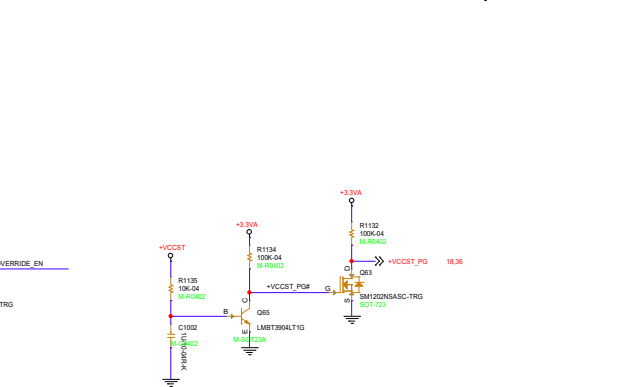 +3.3VA
R1132
100K-04
M-R0402
+3.3VA
R1134
100K-04
M-R0402
+VCCST
VERRIDE_EN
D
+VCCST_PG 18,36
Q63
R1135
10K-04
M-R0402
+VCCST_PG#
G
S
SM1202NSASC-TRG
SOT-723
TRG
C
B
Q65
E
LMBT3904LT1G
M-SOT23A
C1002